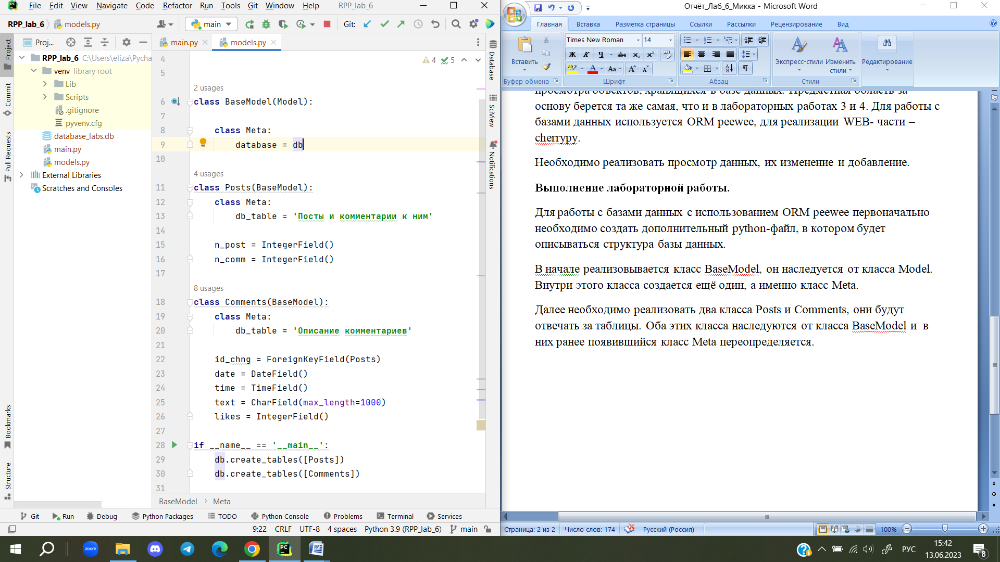 File Edit View Navigate Code Refactor Run Tools Git Window Help RPP_lab_6
RPP_lab_6 models.py main Git:
Proj... main.py models.py
Project
Commit
Pull Requests
Bookmarks
Structure
RPP_lab_6 C:\Users\eliza\Pycha
venv library root
Lib
Scripts
.gitignore
pyvenv.cfg
database_labs.db
main.py
models.py
External Libraries
Scratches and Consoles
4 5
4
5
2 usages
6 class BaseModel(Model):
7
8 class Meta:
9 database = db
10
4 usages
11 class Posts(BaseModel):
12 class Meta:
13 db_table = 'Посты и комментарии к ним'
14
15 n_post = IntegerField()
16 n_comm = IntegerField()
17
8 usages
18 class Comments(BaseModel):
19 class Meta:
20 db_table = 'Описание комментариев'
21
22 id_chng = ForeignKeyField(Posts)
23 date = DateField()
24 time = TimeField()
25 text = CharField(max_length=1000)
26 likes = IntegerField()
27
28 if __name__ == '__main__':
29 db.create_tables([Posts])
30 db.create_tables([Comments])
31
Database
SciView
Notifications
BaseModel Meta
Git Run Debug Python Packages TODO Python Console Problems Terminal Services
9:22 CRLF UTF-8 4 spaces Python 3.9 (RPP_lab_6) main
Отчёт_Лаб_6_Микка - Microsoft Word
Главная Вставка Разметка страницы Ссылки Рассылки Рецензирование Вид
Вставить
Буфер обмена
Times New Roman 14
Ж К Ч abc x₂ x²
А Aa A A
Шрифт
Абзац
Экспресс-стили Изменить стили
Стили
Редактирование
просмотра объектов, хранящихся в базе данных. Предметная область за
основу берется та же самая, что и в лабораторных работах 3 и 4. Для работы с
базами данных используется ORM peewee, для реализации WEB- части –
cherrypy.
Необходимо реализовать просмотр данных, их изменение и добавление.
Выполнение лабораторной работы.
Для работы с базами данных с использованием ORM peewee первоначально
необходимо создать дополнительный python-файл, в котором будет
описываться структура базы данных.
В начале реализовывается класс BaseModel, он наследуется от класса Model.
Внутри этого класса создается ещё один, а именно класс Meta.
Далее необходимо реализовать два класса Posts и Comments, они будут
отвечать за таблицы. Оба этих класса наследуются от класса BaseModel и в
них ранее появившийся класс Meta переопределяется.
Страница: 2 из 2 Число слов: 174 Русский (Россия) 100%
zoom PC РУС 15:42
13.06.2023 8